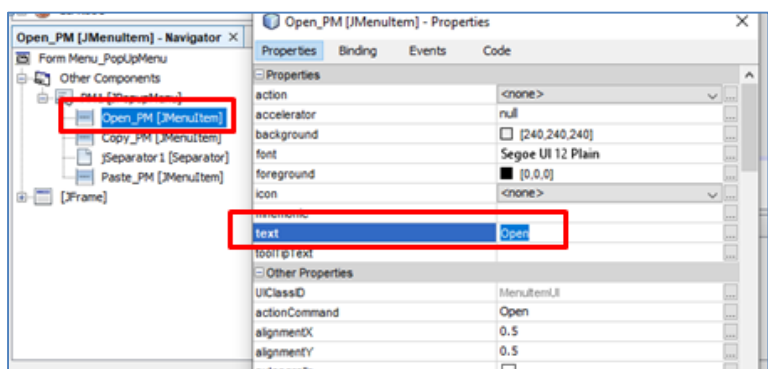 Open_PM [JMenuItem] - Navigator ×
Form Menu_PopUpMenu
Other Components
PM1 [JPopupMenu]
Open_PM [JMenuItem]
Copy_PM [JMenuItem]
jSeparator1 [Separator]
Paste_PM [JMenuItem]
[JFrame]
Open_PM [JMenuItem] - Properties
Properties Binding Events Code
Properties
action <none> ...
accelerator null ...
background [240,240,240] ...
font Segoe UI 12 Plain ...
foreground [0,0,0] ...
icon <none> ...
mnemonic
text Open ...
toolTipText ...
Other Properties
UIClassID MenuItemUI ...
actionCommand Open ...
alignmentX 0.5 ...
alignmentY 0.5 ...